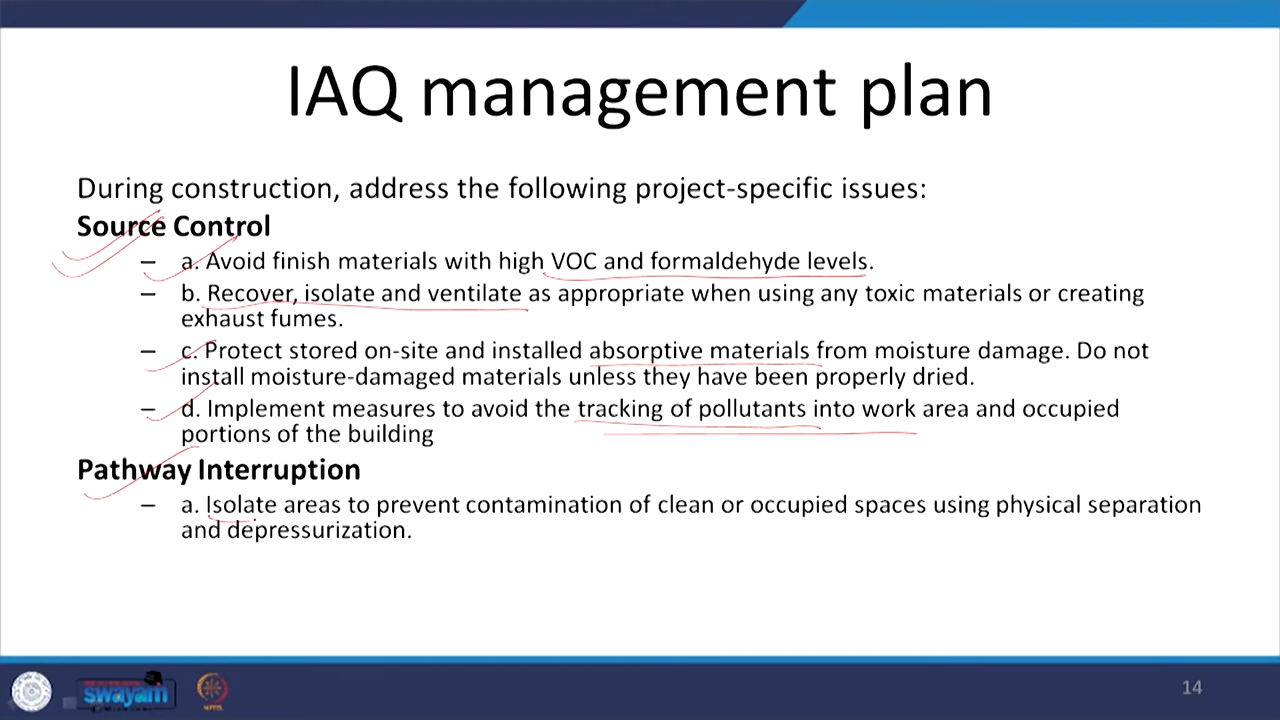 IAQ management plan
During construction, address the following project-specific issues:
Source Control
– a. Avoid finish materials with high VOC and formaldehyde levels.
– b. Recover, isolate and ventilate as appropriate when using any toxic materials or creating
exhaust fumes.
– c. Protect stored on-site and installed absorptive materials from moisture damage. Do not
install moisture-damaged materials unless they have been properly dried.
– d. Implement measures to avoid the tracking of pollutants into work area and occupied
portions of the building
Pathway Interruption
– a. Isolate areas to prevent contamination of clean or occupied spaces using physical separation
and depressurization.
swayam
14